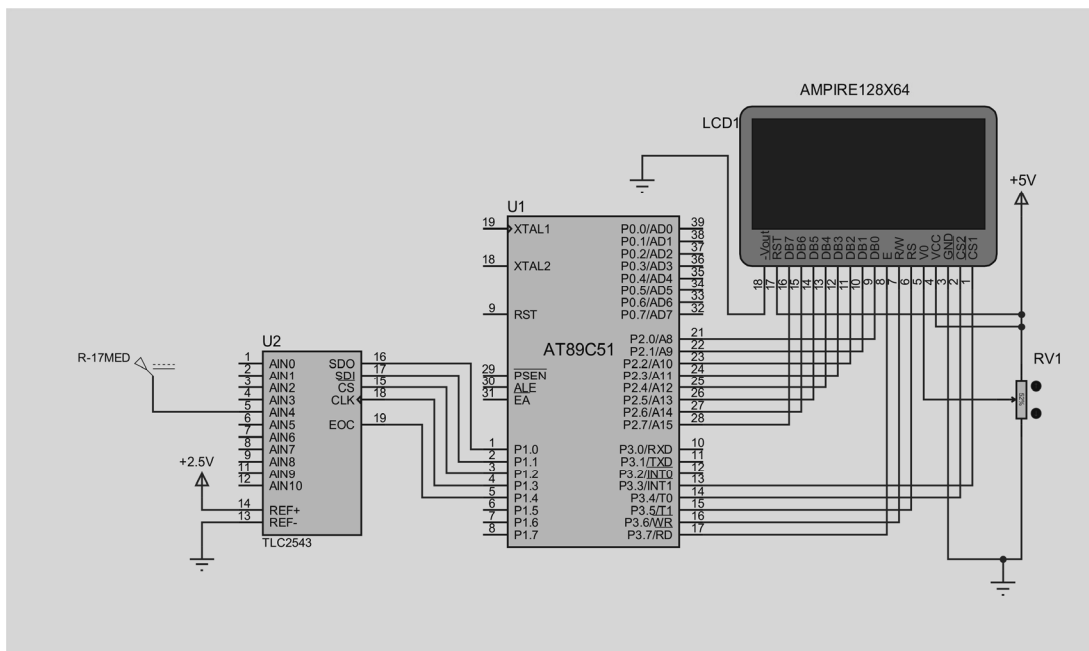 AMPIRE128X64
LCD1
+5V
-Vout
RST
DB7
DB6
DB5
DB4
DB3
DB2
DB1
DB0
E
R/W
RS
V0
VCC
GND
CS2
CS1
18
17
16
15
14
13
12
11
10
9
8
7
6
5
4
3
2
1
RV1
U1
19 XTAL1
18 XTAL2
9 RST
29 PSEN
30 ALE
31 EA
1 P1.0
2 P1.1
3 P1.2
4 P1.3
5 P1.4
6 P1.5
7 P1.6
8 P1.7
AT89C51
P0.0/AD0 39
P0.1/AD1 38
P0.2/AD2 37
P0.3/AD3 36
P0.4/AD4 35
P0.5/AD5 34
P0.6/AD6 33
P0.7/AD7 32
P2.0/A8 21
P2.1/A9 22
P2.2/A10 23
P2.3/A11 24
P2.4/A12 25
P2.5/A13 26
P2.6/A14 27
P2.7/A15 28
P3.0/RXD 10
P3.1/TXD 11
P3.2/INT0 12
P3.3/INT1 13
P3.4/T0 14
P3.5/T1 15
P3.6/WR 16
P3.7/RD 17
R-17MED
U2
1 AIN0
2 AIN1
3 AIN2
4 AIN3
5 AIN4
6 AIN5
7 AIN6
8 AIN7
9 AIN8
11 AIN9
12 AIN10
14 REF+
13 REF-
SDO 16
SDI 17
CS 15
CLK 18
EOC 19
TLC2543
+2.5V